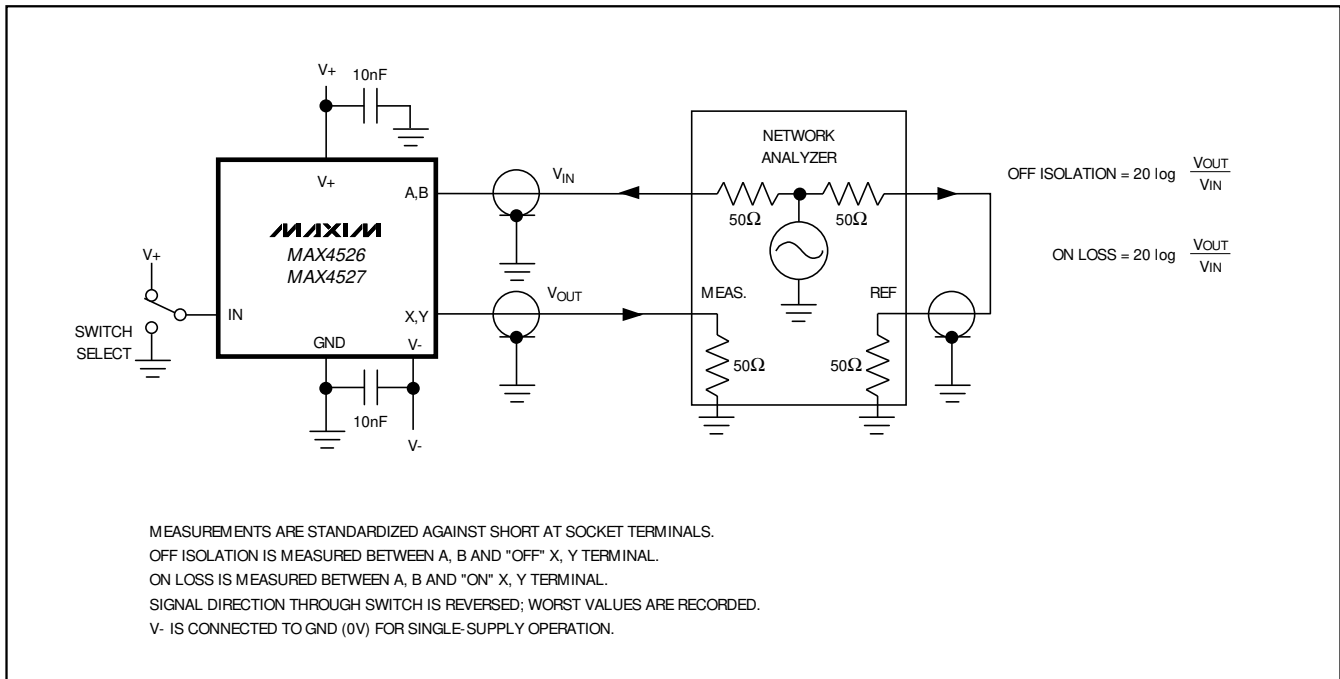 V+
10nF
V+
A,B
VIN
MAXIM
MAX4526
MAX4527
V+
IN
SWITCH
SELECT
X,Y
VOUT
GND
V-
10nF
V-
NETWORK
ANALYZER
50Ω
50Ω
MEAS.
REF
50Ω
50Ω
OFF ISOLATION = 20 log VOUT
VIN
ON LOSS = 20 log VOUT
VIN
MEASUREMENTS ARE STANDARDIZED AGAINST SHORT AT SOCKET TERMINALS.
OFF ISOLATION IS MEASURED BETWEEN A, B AND "OFF" X, Y TERMINAL.
ON LOSS IS MEASURED BETWEEN A, B AND "ON" X, Y TERMINAL.
SIGNAL DIRECTION THROUGH SWITCH IS REVERSED; WORST VALUES ARE RECORDED.
V- IS CONNECTED TO GND (0V) FOR SINGLE-SUPPLY OPERATION.